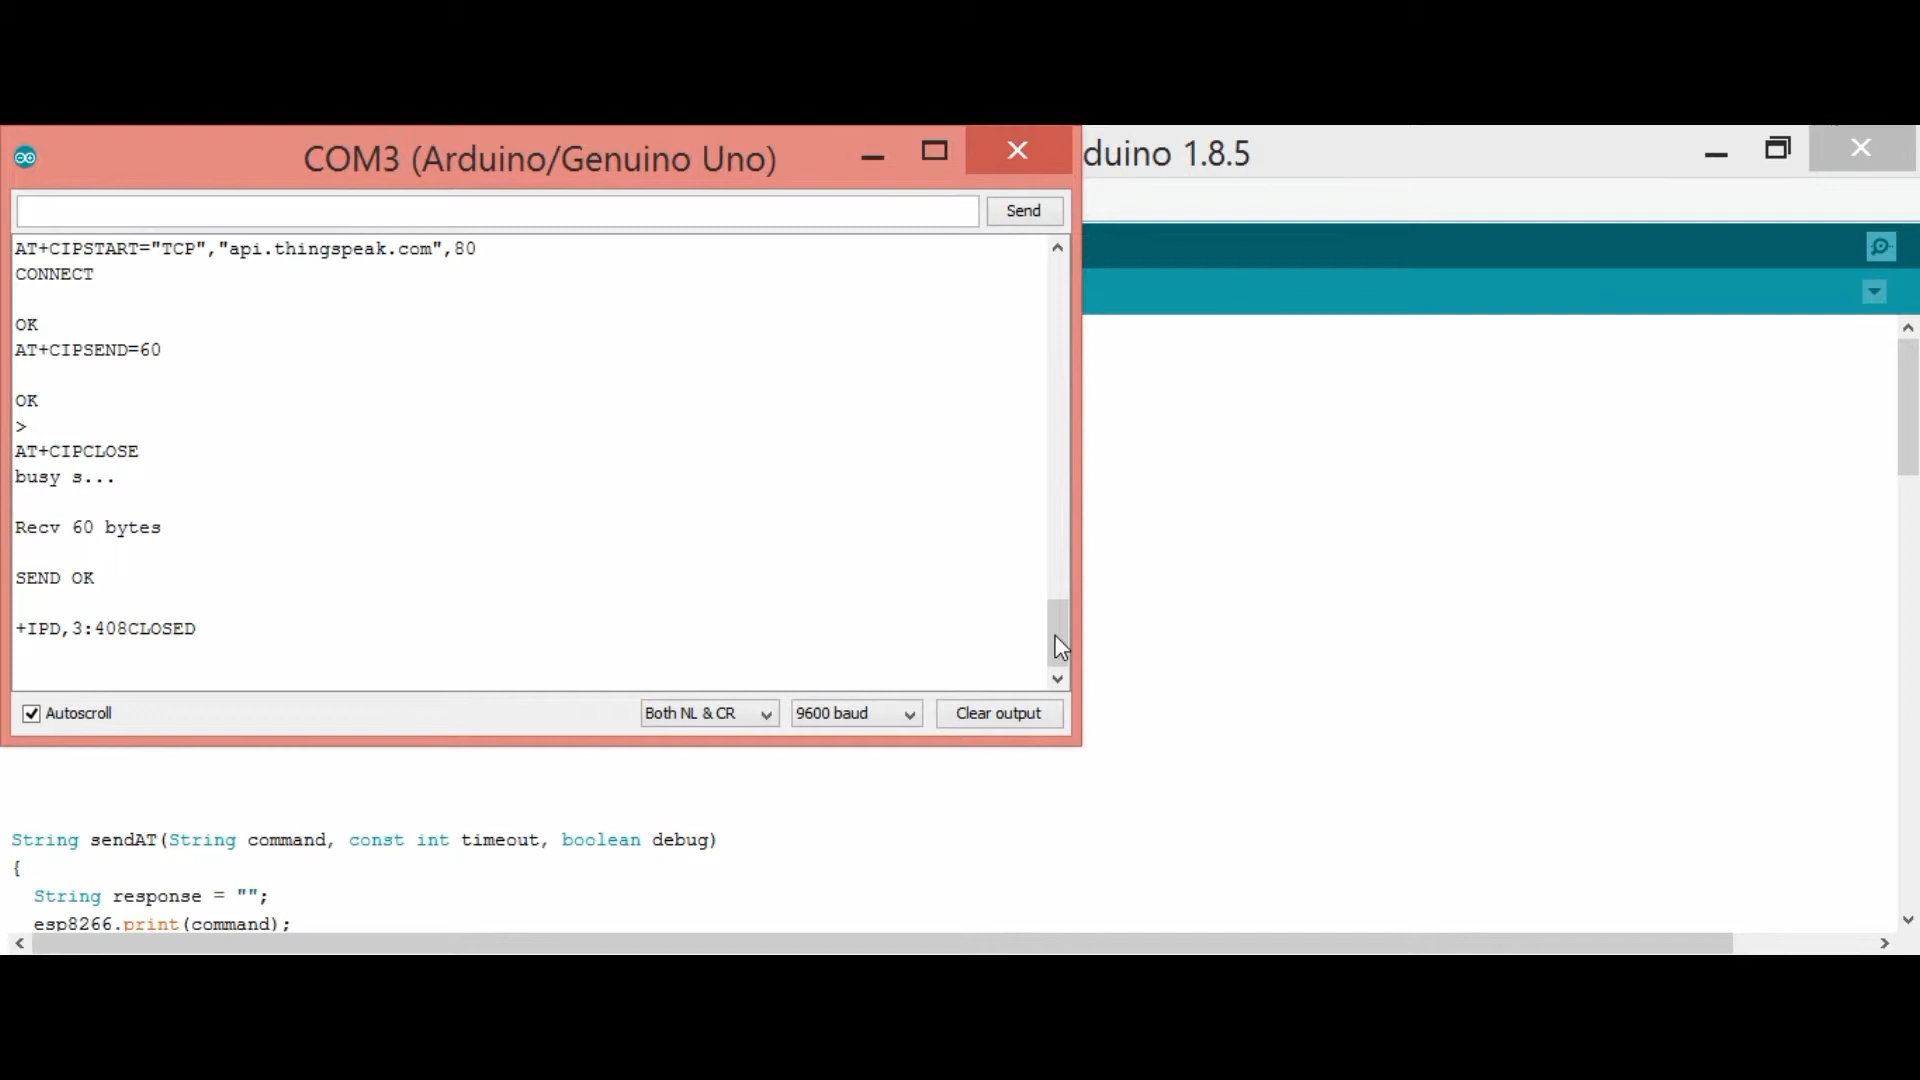 COM3 (Arduino/Genuino Uno)
duino 1.8.5
Send
AT+CIPSTART="TCP","api.thingspeak.com",80
CONNECT
OK
AT+CIPSEND=60
OK
>
AT+CIPCLOSE
busy s...
Recv 60 bytes
SEND OK
+IPD,3:408CLOSED
Autoscroll
Both NL & CR
9600 baud
Clear output
String sendAT(String command, const int timeout, boolean debug)
{
String response = "";
esp8266.print(command);